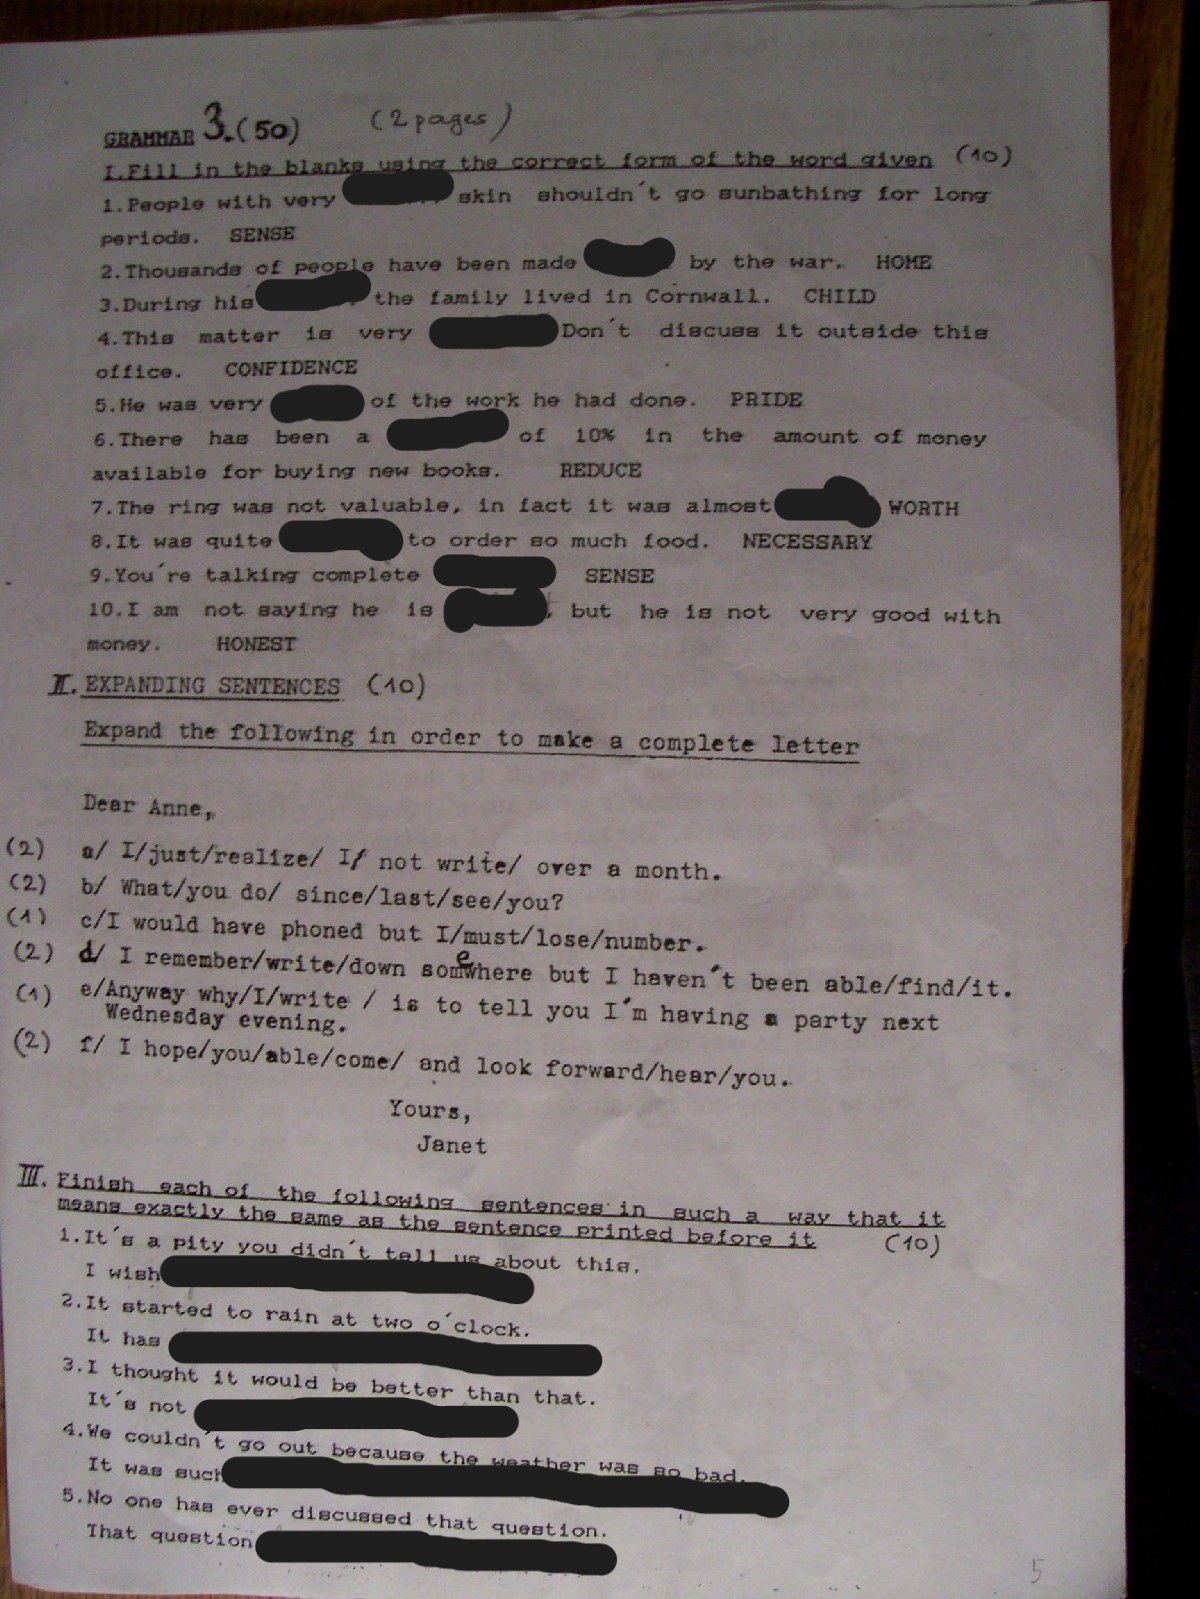 GRAMMAR 3.(50) (2 pages)
I.Fill in the blanks using the correct form of the word given (10)
1.People with very skin shouldn´t go sunbathing for long
periods. SENSE
2.Thousands of people have been made by the war. HOME
3.During his the family lived in Cornwall. CHILD
4.This matter is very Don´t discuss it outside this
office. CONFIDENCE
5.He was very of the work he had done. PRIDE
6.There has been a of 10% in the amount of money
available for buying new books. REDUCE
7.The ring was not valuable, in fact it was almost WORTH
8.It was quite to order so much food. NECESSARY
9.You´re talking complete SENSE
10.I am not saying he is , but he is not very good with
money. HONEST
II. EXPANDING SENTENCES (10)
Expand the following in order to make a complete letter
Dear Anne,
(2) a/ I/just/realize/ I/ not write/ over a month.
(2) b/ What/you do/ since/last/see/you?
(1) c/I would have phoned but I/must/lose/number.
(2) d/ I remember/write/down somewhere but I haven´t been able/find/it.
(1) e/Anyway why/I/write / is to tell you I´m having a party next
Wednesday evening.
(2) f/ I hope/you/able/come/ and look forward/hear/you.
Yours,
Janet
III. Finish each of the following sentences in such a way that it
means exactly the same as the sentence printed before it (10)
1.It´s a pity you didn´t tell us about this.
I wish
2.It started to rain at two o´clock.
It has
3.I thought it would be better than that.
It´s not
4.We couldn´t go out because the weather was so bad.
It was such
5.No one has ever discussed that question.
That question
5